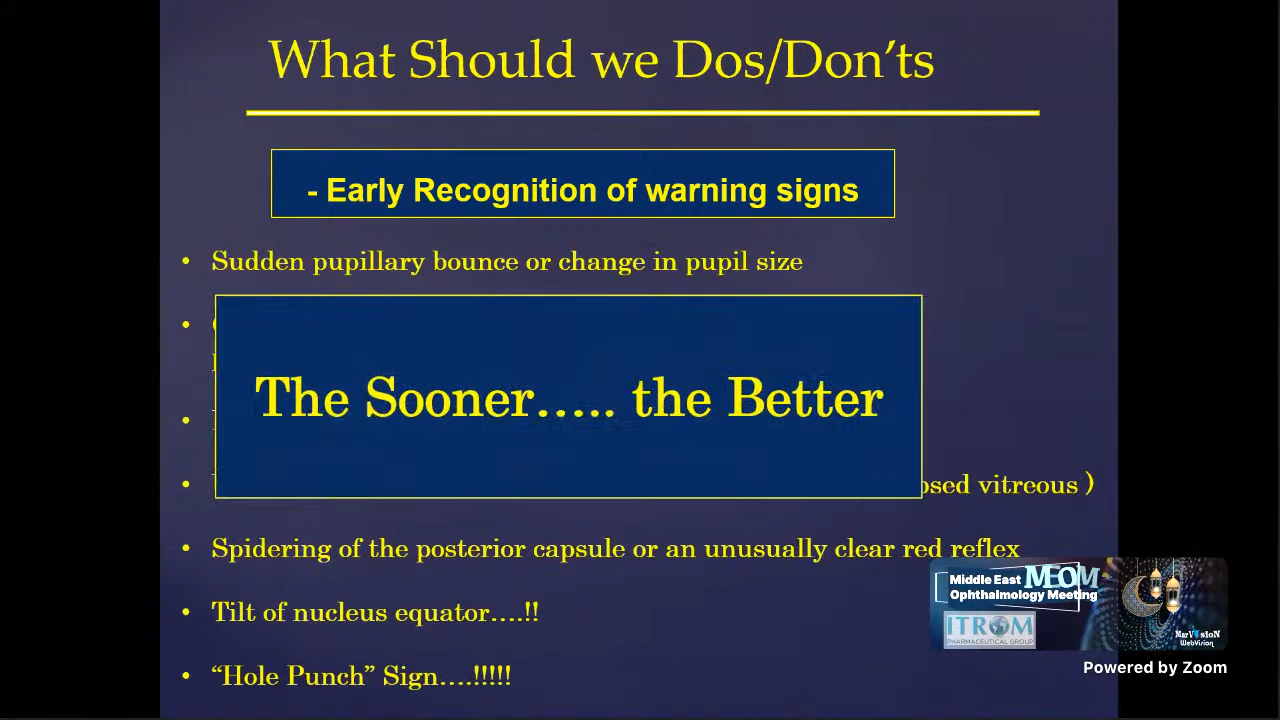 What Should we Dos/Don’ts
- Early Recognition of warning signs
• Sudden pupillary bounce or change in pupil size
The Sooner….. the Better
vitreous )
• Spidering of the posterior capsule or an unusually clear red reflex
• Tilt of nucleus equator….!!
• “Hole Punch” Sign….!!!!!
Middle East MEOM
Ophthalmology Meeting
ITROM
PHARMACEUTICAL GROUP
NarVisioN
WebVision
Powered by Zoom